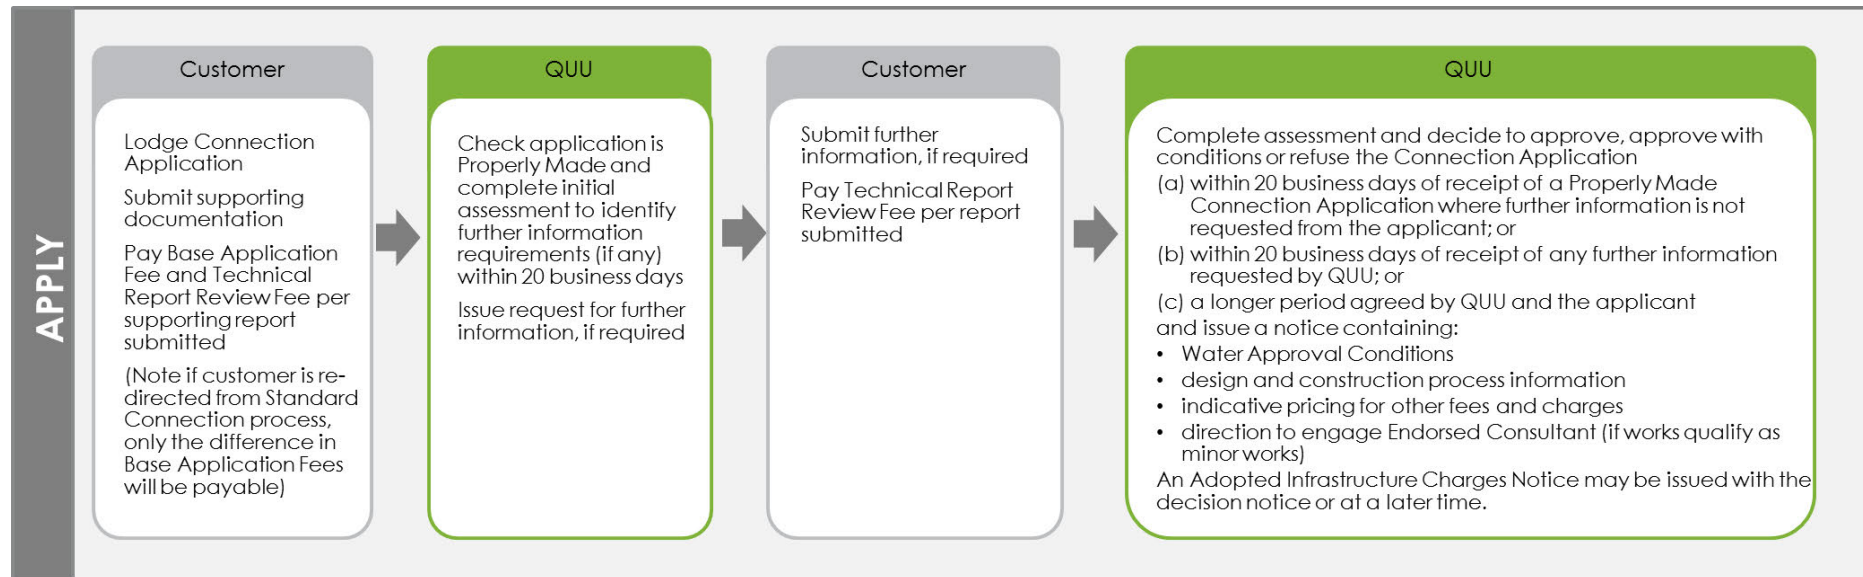 APPLY
Customer
Lodge Connection
Application
Submit supporting
documentation
Pay Base Application
Fee and Technical
Report Review Fee per
supporting report
submitted
(Note if customer is re-
directed from Standard
Connection process,
only the difference in
Base Application Fees
will be payable)
QUU
Check application is
Properly Made and
complete initial
assessment to identify
further information
requirements (if any)
within 20 business days
Issue request for further
information, if required
Customer
Submit further
information, if required
Pay Technical Report
Review Fee per report
submitted
QUU
Complete assessment and decide to approve, approve with
conditions or refuse the Connection Application
(a) within 20 business days of receipt of a Properly Made
Connection Application where further information is not
requested from the applicant; or
(b) within 20 business days of receipt of any further information
requested by QUU; or
(c) a longer period agreed by QUU and the applicant
and issue a notice containing:
• Water Approval Conditions
• design and construction process information
• indicative pricing for other fees and charges
• direction to engage Endorsed Consultant (if works qualify as
minor works)
An Adopted Infrastructure Charges Notice may be issued with the
decision notice or at a later time.